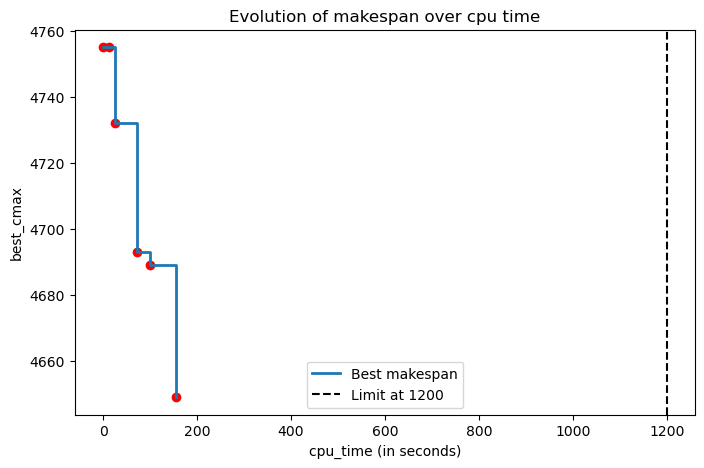 Evolution of makespan over cpu time
best_cmax
4760
4740
4720
4700
4680
4660
Best makespan
Limit at 1200
0 200 400 600 800 1000 1200
cpu_time (in seconds)